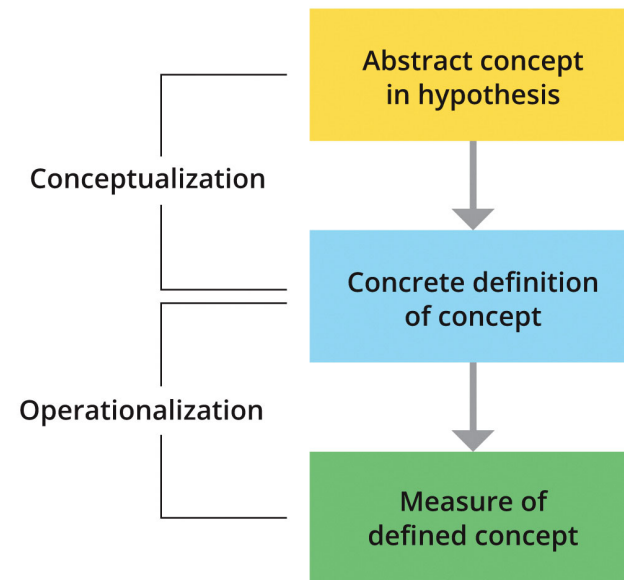 Abstract concept
in hypothesis
Conceptualization
Concrete definition
of concept
Operationalization
Measure of
defined concept